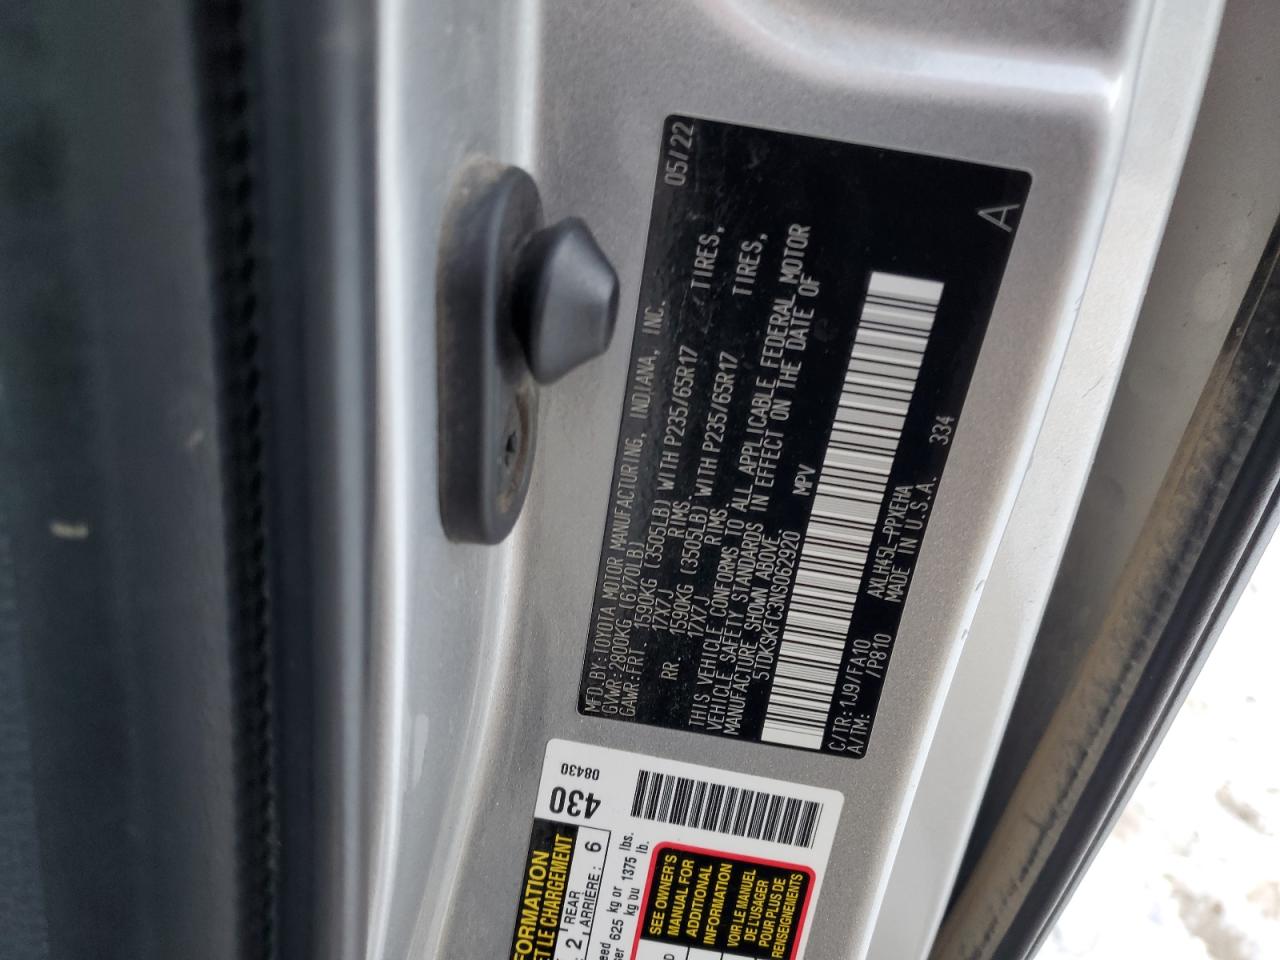 05/22
MFD.BY:TOYOTA MOTOR MANUFACTURING, INDIANA, INC.
GVWR:2800KG (6170LB)
GAWR:FRT. 1590KG (3505LB) WITH P235/65R17 TIRES,
17X7J RIMS,
RR. 1590KG (3505LB) WITH P235/65R17 TIRES,
17X7J RIMS.
THIS VEHICLE CONFORMS TO ALL APPLICABLE FEDERAL MOTOR
VEHICLE SAFETY STANDARDS IN EFFECT ON THE DATE OF
MANUFACTURE SHOWN ABOVE.
5TDKSKFC3NS062920 MPV
C/TR:1J9/FA10 AXLH45L-PPXEHA 334
A/TM: /P810 MADE IN U.S.A.
A
430
08430
2 REAR
ARRIÈRE: 6
625 kg or 1375 lbs.
kg ou 1375 lb.
SEE OWNER'S
MANUAL FOR
ADDITIONAL
INFORMATION
VOIR LE MANUEL
DE L'USAGER
POUR PLUS DE
RENSEIGNEMENTS